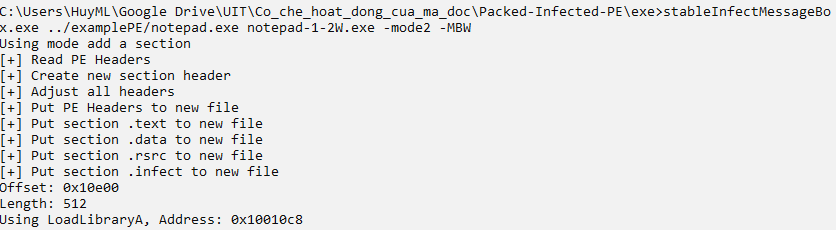 C:\Users\HuyML\Google Drive\UIT\Co_che_hoat_dong_cua_ma_doc\Packed-Infected-PE\exe>stableInfectMessageBo
x.exe ../examplePE/notepad.exe notepad-1-2W.exe -mode2 -MBW
Using mode add a section
[+] Read PE Headers
[+] Create new section header
[+] Adjust all headers
[+] Put PE Headers to new file
[+] Put section .text to new file
[+] Put section .data to new file
[+] Put section .rsrc to new file
[+] Put section .infect to new file
Offset: 0x10e00
Length: 512
Using LoadLibraryA, Address: 0x10010c8